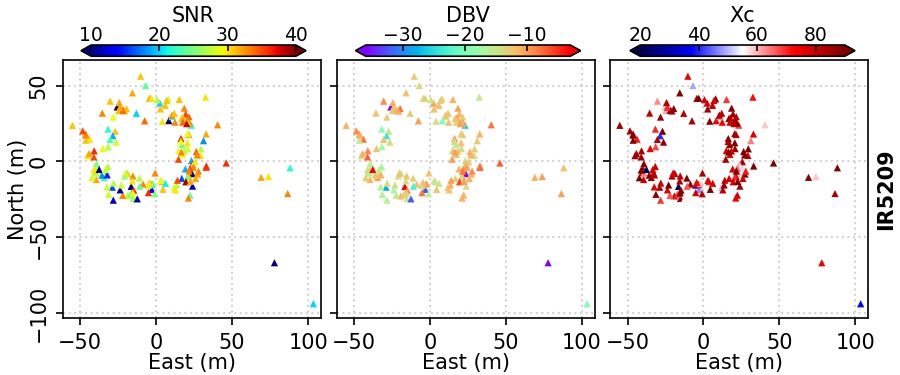 SNR
DBV
Xc
10 20 30 40
−30 −20 −10
20 40 60 80
North (m)
50
0
−50
−100
IR5209
−50 0 50 100
−50 0 50 100
−50 0 50 100
East (m)
East (m)
East (m)